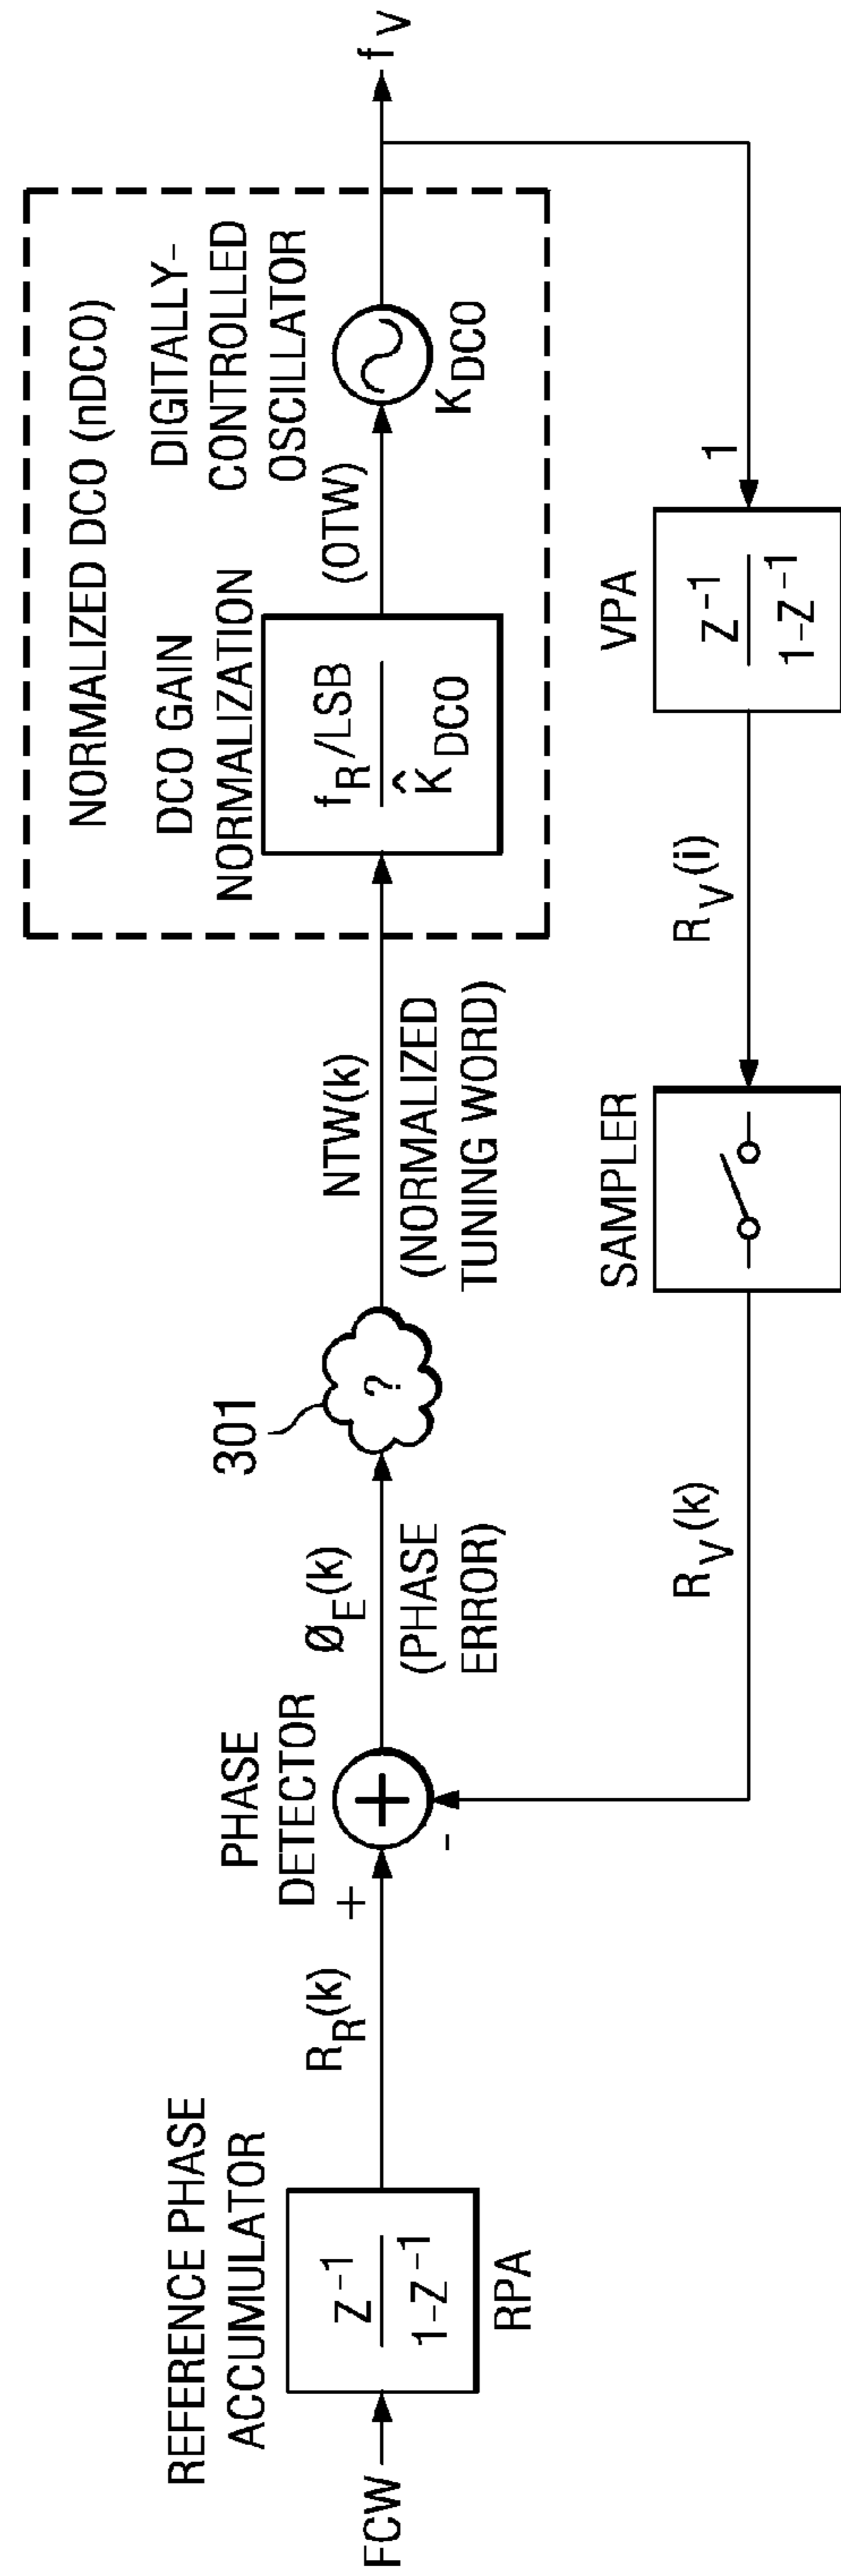 FCW
REFERENCE PHASE
ACCUMULATOR
Z⁻¹
1-Z⁻¹
RPA
R_R(k)
PHASE
DETECTOR
+
+
-
Ø_E(k)
(PHASE
ERROR)
301
?
NTW(k)
(NORMALIZED
TUNING WORD)
NORMALIZED DCO (nDCO)
DCO GAIN
NORMALIZATION
f_R/LSB
K̂_DCO
(OTW)
DIGITALLY-
CONTROLLED
OSCILLATOR
K_DCO
f_V
1
VPA
Z⁻¹
1-Z⁻¹
R_V(i)
SAMPLER
R_V(k)